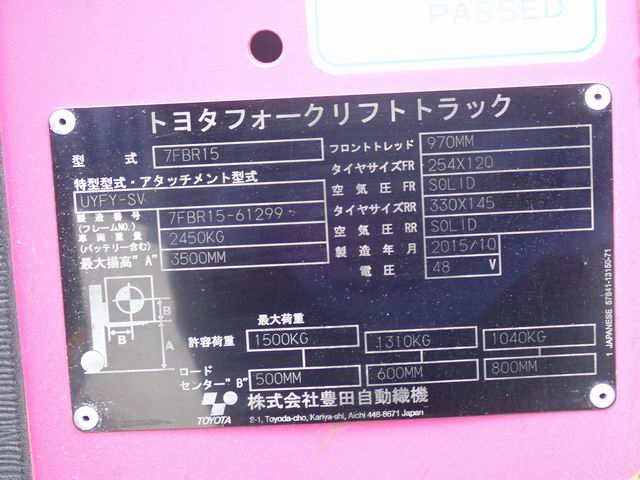 PASSED
トヨタフォークリフトトラック
型式 7FBR15
特型型式・アタッチメント型式
UYFY-SV
製造番号 (フレームNO.) 7FBR15-61299
車両重量 (バッテリー含む) 2450KG
最大揚高"A" 3500MM
フロントトレッド 970MM
タイヤサイズFR 254X120
空気圧 FR SOLID
タイヤサイズRR 330X145
空気圧 RR SOLID
製造年月 2015/10
電圧 48 V
B
B
A
最大荷重
許容荷重 1500KG 1310KG 1040KG
ロード
センター"B" 500MM 600MM 800MM
TOYOTA 株式会社豊田自動織機
2-1, Toyoda-cho, Kariya-shi, Aichi 448-8671 Japan
1 JAPANESE 57841-13150-71